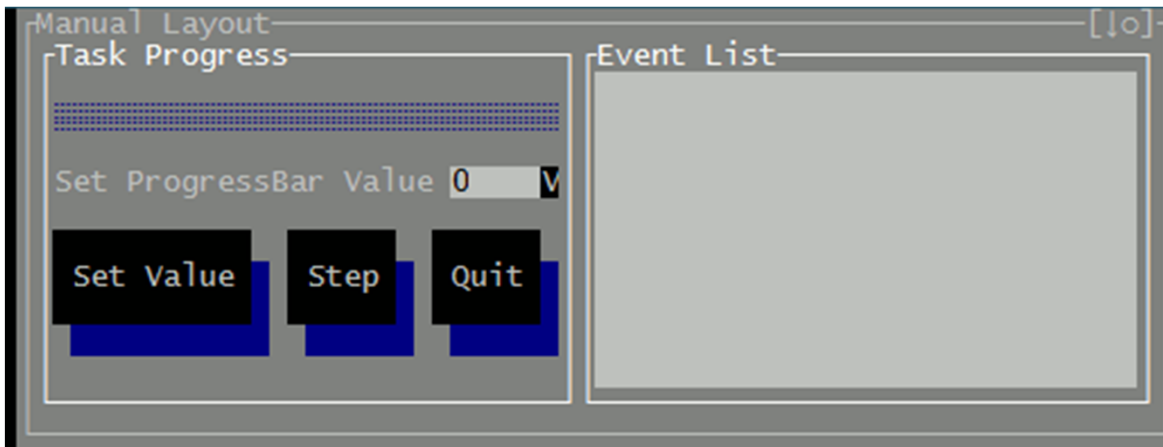 Manual Layout [↓○]
Task Progress
Set ProgressBar Value 0 V
Set Value Step Quit
Event List